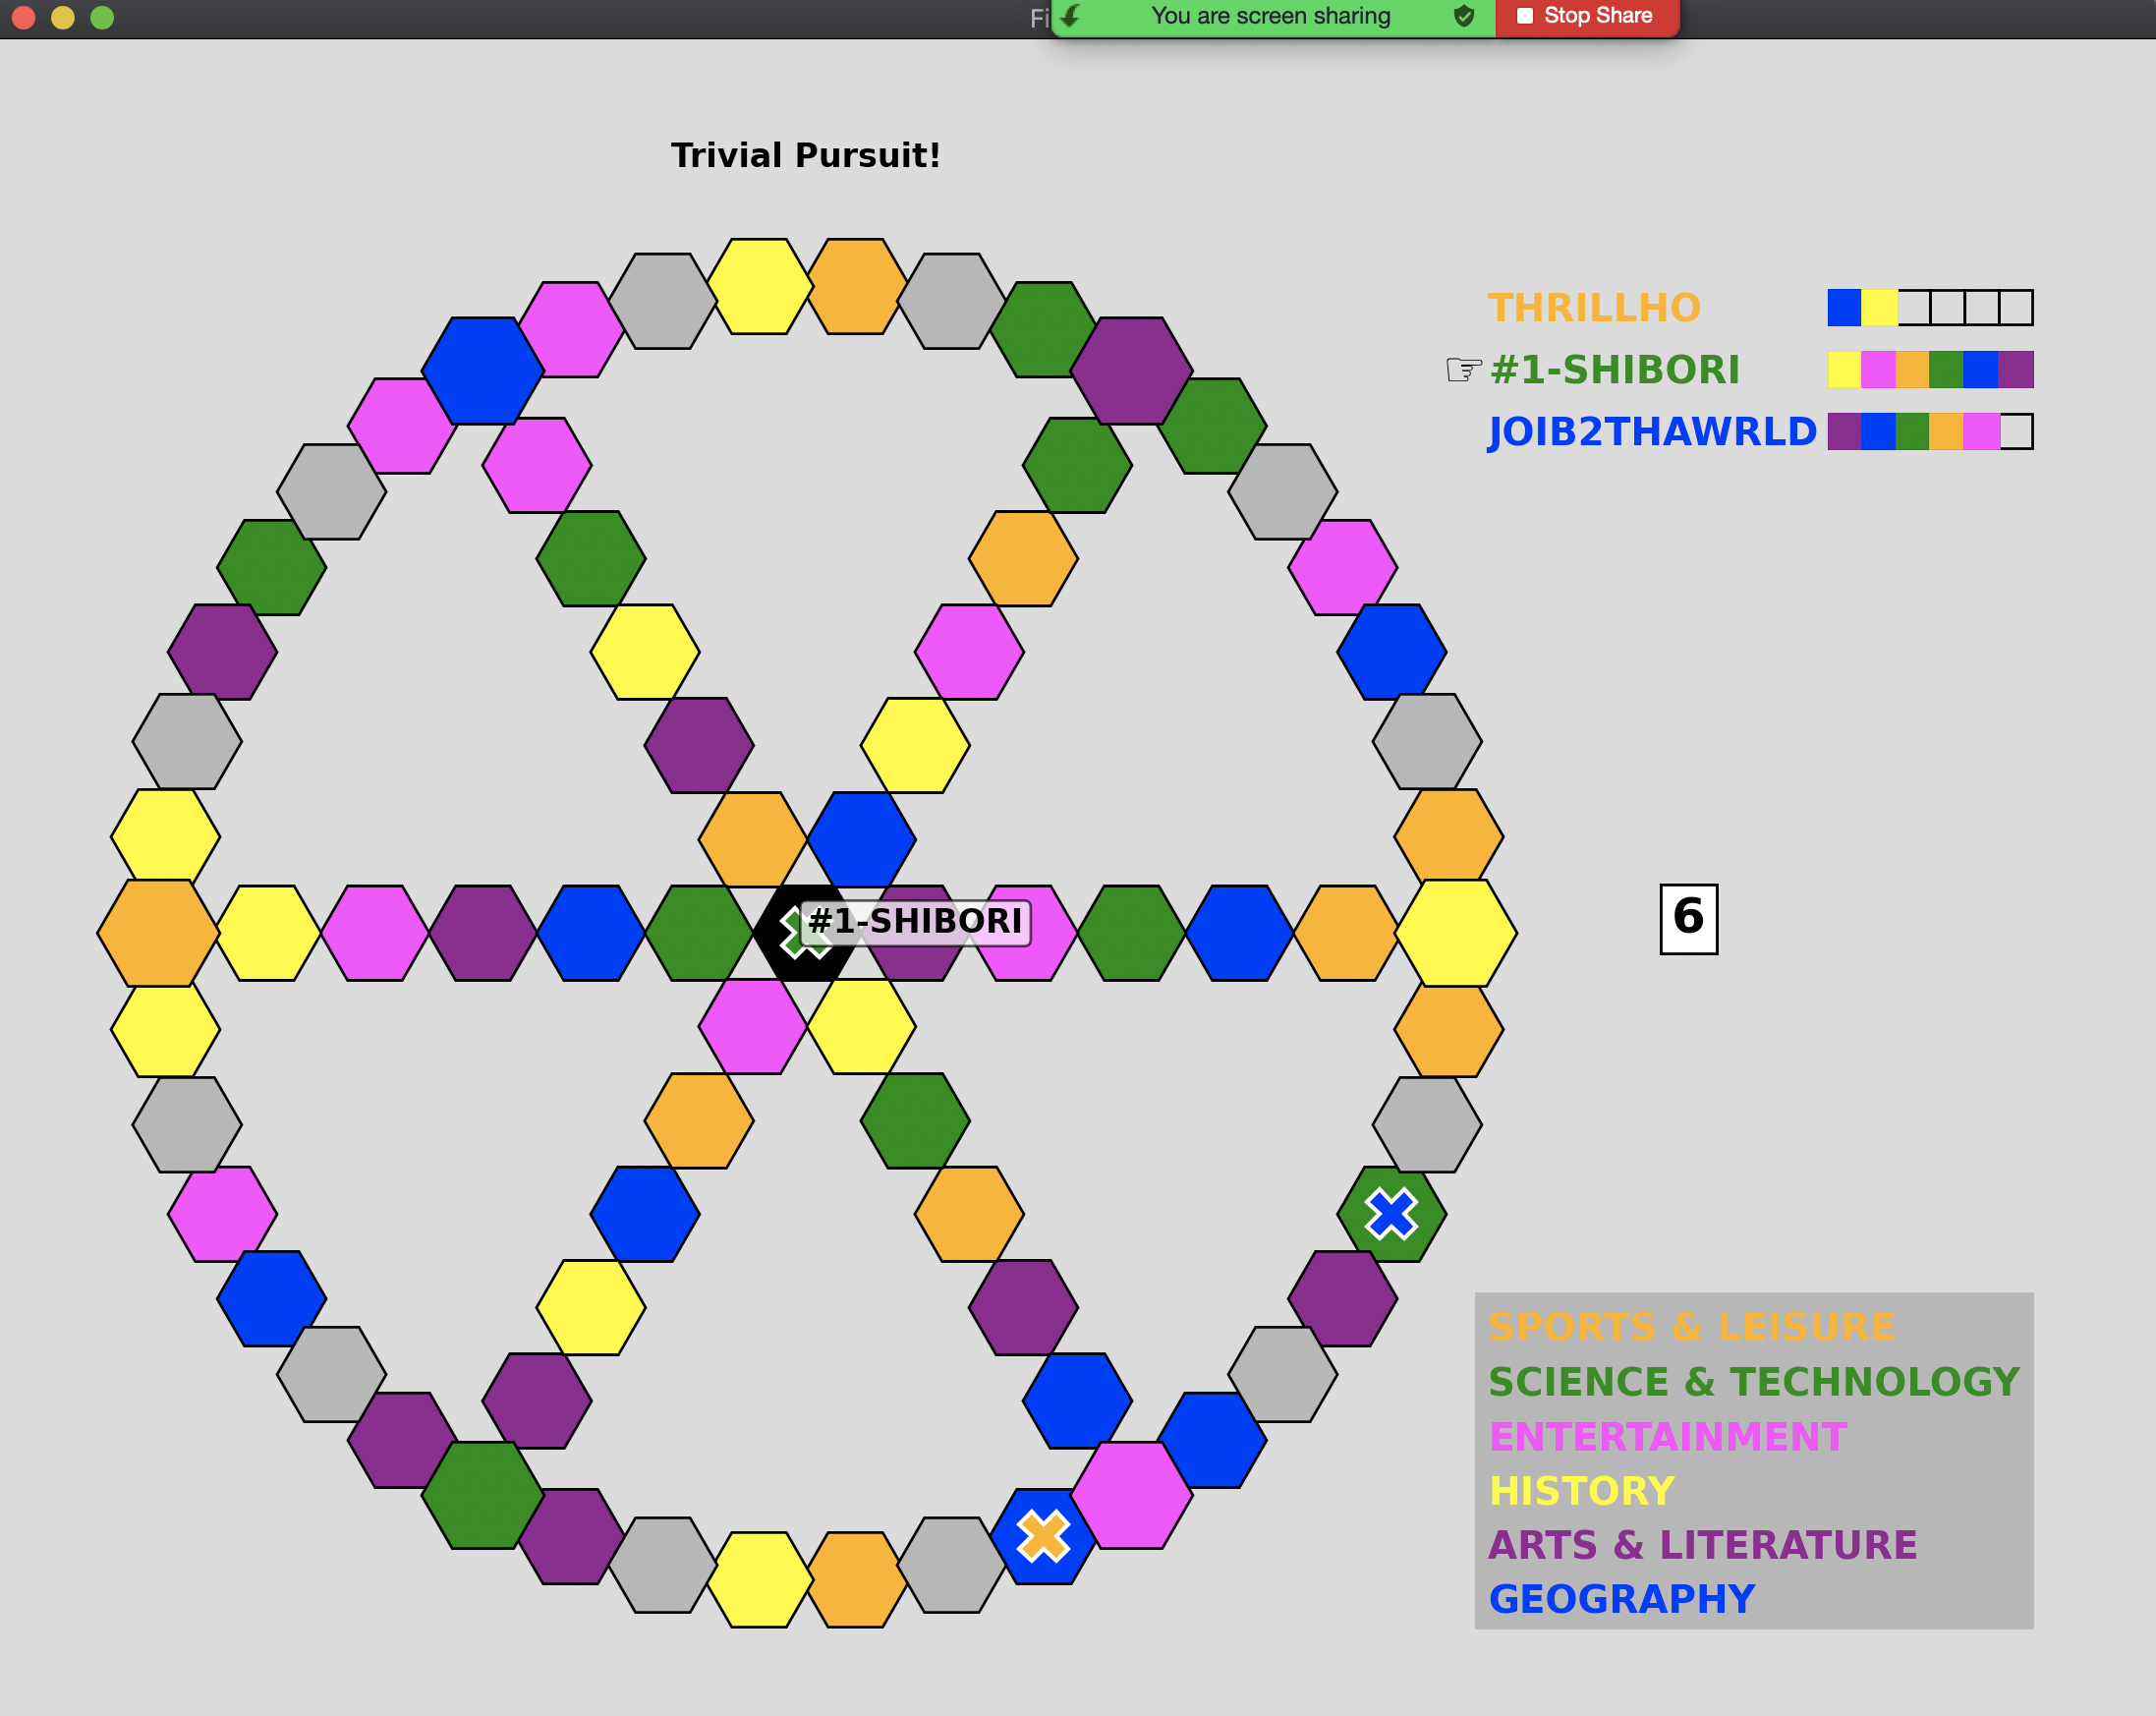 Fi
You are screen sharing
Stop Share
Trivial Pursuit!
THRILLHO
#1-SHIBORI
JOIB2THAWRLD
#1-SHIBORI
6
SPORTS & LEISURE
SCIENCE & TECHNOLOGY
ENTERTAINMENT
HISTORY
ARTS & LITERATURE
GEOGRAPHY